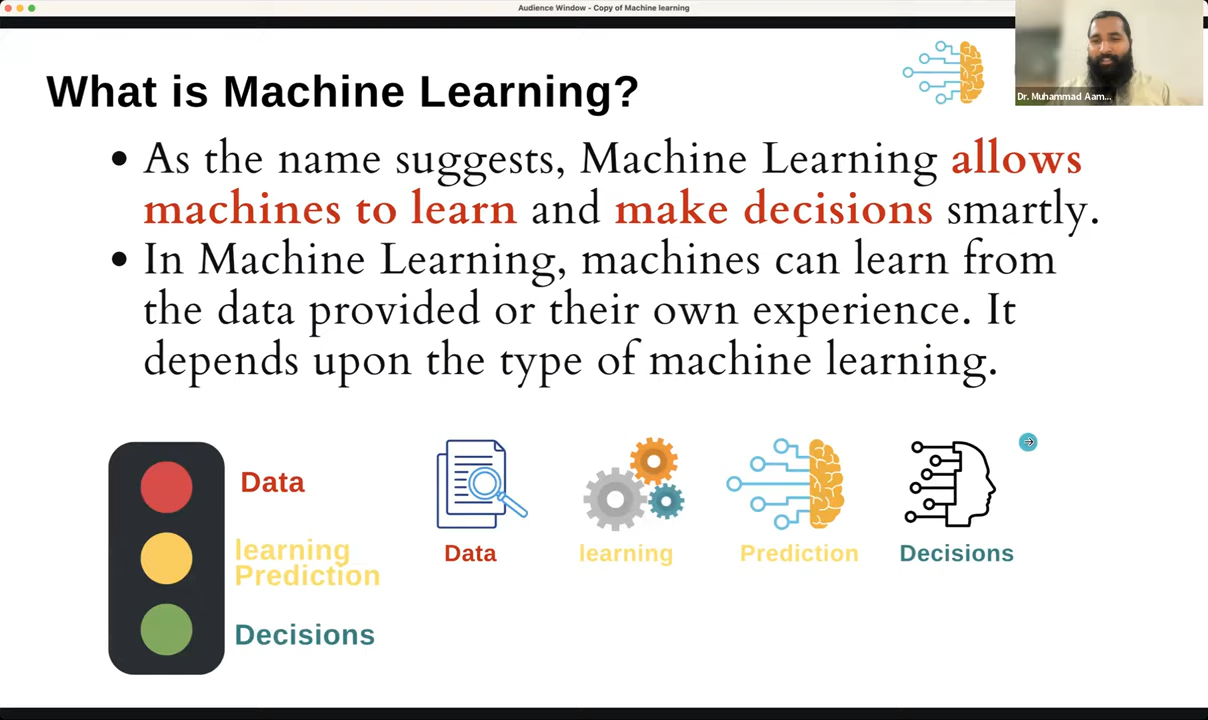 Audience Window - Copy of Machine learning
Dr. Muhammad Aam...
What is Machine Learning?
• As the name suggests, Machine Learning allows
machines to learn and make decisions smartly.
• In Machine Learning, machines can learn from
the data provided or their own experience. It
depends upon the type of machine learning.
Data
learning
Prediction
Decisions
Data
learning
Prediction
Decisions